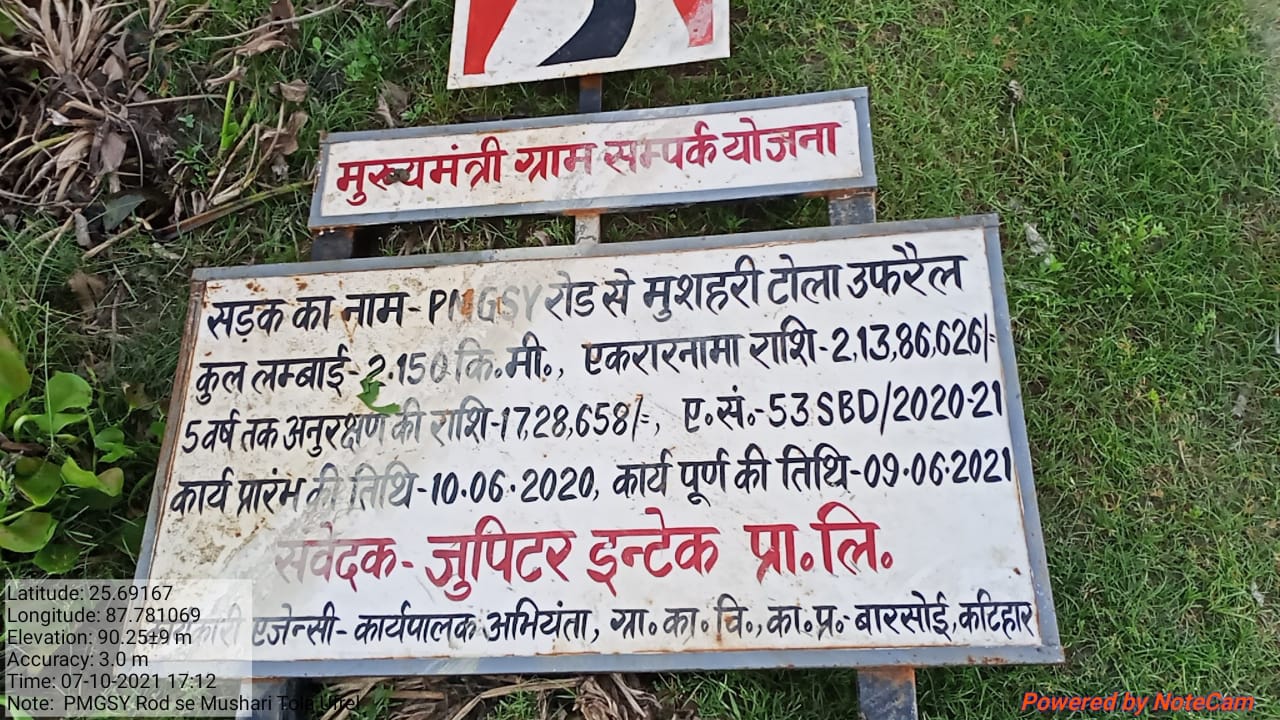 मुख्यमंत्री ग्राम सम्पर्क योजना
सड़क का नाम- PMGSY रोड से मुशहरी टोला उफरैल
कुल लम्बाई- 2.150 कि.मी., एकरारनामा राशि-2,13,86,626/=
5 वर्ष तक अनुरक्षण की राशि-17,28,658/=, ए.सं.-53 SBD/2020-21
कार्य प्रारंभ की तिथि-10.06.2020, कार्य पूर्ण की तिथि-09.06.2021
संवेदक- जुपिटर इन्टेक प्रा. लि.
एजेन्सी- कार्यपालक अभियंता, ग्रा. का. वि., का. प्र.- बारसोई, कटिहार
Latitude: 25.69167
Longitude: 87.781069
Elevation: 90.25±9 m
Accuracy: 3.0 m
Time: 07-10-2021 17:12
Note: PMGSY Rod se Mushari Tola Ufrel
Powered by NoteCam